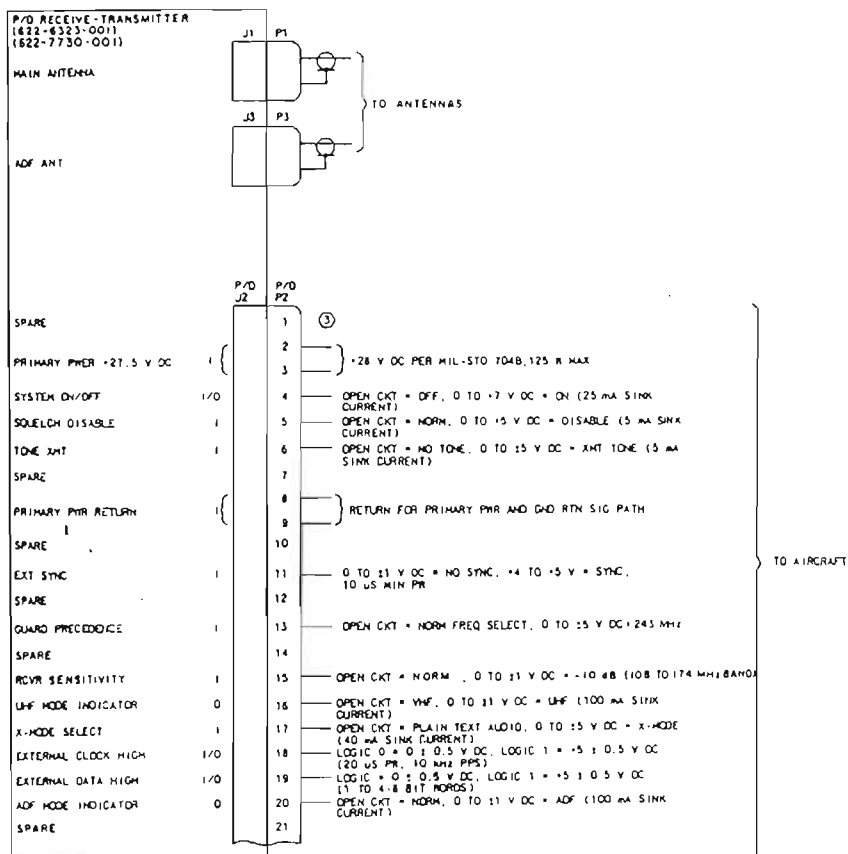 P/O RECEIVE-TRANSMITTER
(622-6323-001)
(622-7730-001)
J1 P1
MAIN ANTENNA
TO ANTENNAS
J3 P3
ADF ANT
P/O P/O
J2 P2
SPARE 1 3
PRIMARY PWER +27.5 V DC I 2 3 +28 V DC PER MIL-STD 704B, 125 W MAX
SYSTEM ON/OFF I/O 4 OPEN CKT = OFF, 0 TO +7 V DC = ON (25 mA SINK
CURRENT)
SQUELCH DISABLE I 5 OPEN CKT = NORM, 0 TO +5 V DC = DISABLE (5 mA SINK
CURRENT)
TONE XMT I 6 OPEN CKT = NO TONE, 0 TO ±5 V DC = XMT TONE (5 mA
SINK CURRENT)
SPARE 7
PRIMARY PWR RETURN I 8 9 RETURN FOR PRIMARY PWR AND GND RTN SIG PATH
SPARE 10
TO AIRCRAFT
EXT SYNC I 11 0 TO ±1 V DC = NO SYNC, +4 TO +5 V = SYNC,
10 uS MIN PR
SPARE 12
GUARD PRECEDENCE I 13 OPEN CKT = NORM FREQ SELECT, 0 TO ±5 V DC=243 MHz
SPARE 14
RCVR SENSITIVITY I 15 OPEN CKT = NORM , 0 TO ±1 V DC = -10 dB (108 TO 174 MHz BAND)
UHF MODE INDICATOR O 16 OPEN CKT = VHF, 0 TO ±1 V DC = UHF (100 mA SINK
CURRENT)
X-MODE SELECT I 17 OPEN CKT = PLAIN TEXT AUDIO, 0 TO ±5 V DC = X-MODE
(40 mA SINK CURRENT)
EXTERNAL CLOCK HIGH I/O 18 LOGIC 0 = 0 ± 0.5 V DC, LOGIC 1 = +5 ± 0.5 V DC
(20 uS PR, 10 kHz PPS)
EXTERNAL DATA HIGH I/O 19 LOGIC = 0 ± 0.5 V DC, LOGIC 1 = +5 ± 0.5 V DC
(1 TO 4-8 BIT WORDS)
ADF MODE INDICATOR O 20 OPEN CKT = NORM, 0 TO ±1 V DC = ADF (100 mA SINK
CURRENT)
SPARE 21